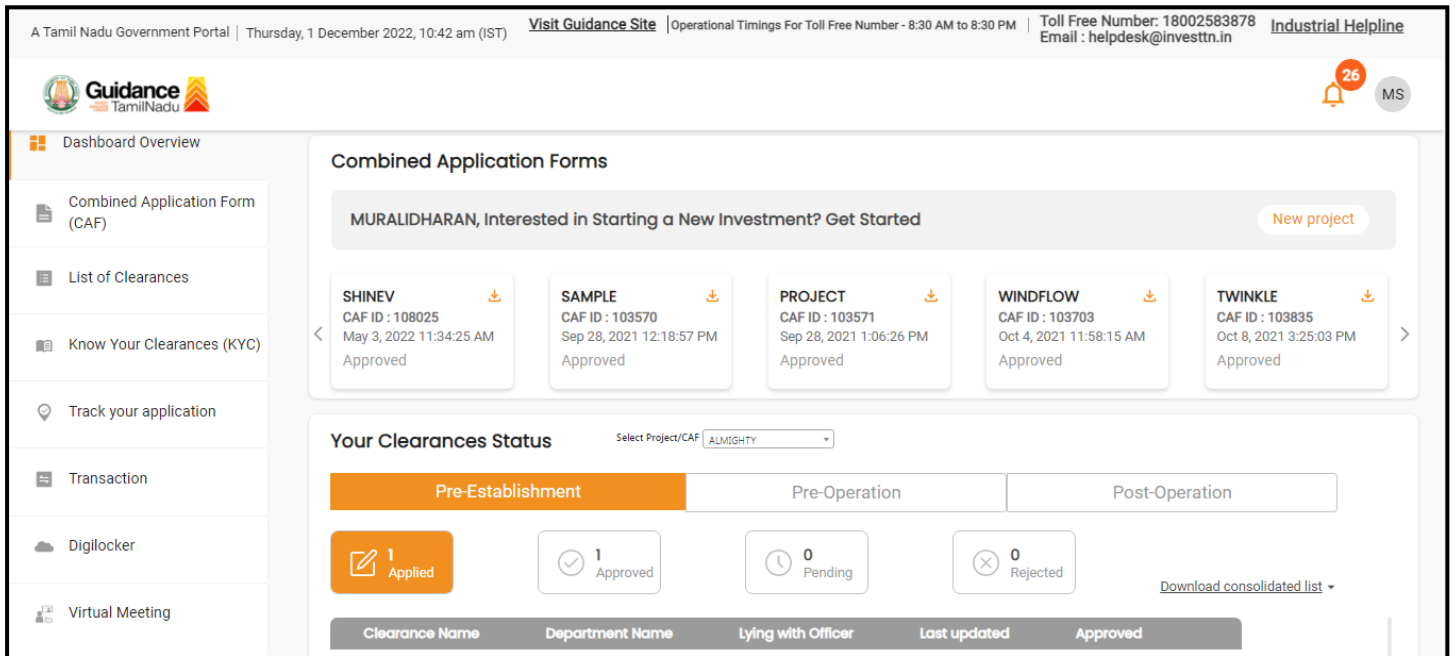 A Tamil Nadu Government Portal | Thursday, 1 December 2022, 10:42 am (IST) Visit Guidance Site | Operational Timings For Toll Free Number - 8:30 AM to 8:30 PM | Toll Free Number: 18002583878 Industrial Helpline
Email : helpdesk@investtn.in
Guidance
TamilNadu
26
MS
Dashboard Overview
Combined Application Form
(CAF)
List of Clearances
Know Your Clearances (KYC)
Track your application
Transaction
Digilocker
Virtual Meeting
Combined Application Forms
MURALIDHARAN, Interested in Starting a New Investment? Get Started
New project
SHINEV
CAF ID : 108025
May 3, 2022 11:34:25 AM
Approved
SAMPLE
CAF ID : 103570
Sep 28, 2021 12:18:57 PM
Approved
PROJECT
CAF ID : 103571
Sep 28, 2021 1:06:26 PM
Approved
WINDFLOW
CAF ID : 103703
Oct 4, 2021 11:58:15 AM
Approved
TWINKLE
CAF ID : 103835
Oct 8, 2021 3:25:03 PM
Approved
Your Clearances Status
Select Project/CAF ALMIGHTY
Pre-Establishment Pre-Operation Post-Operation
1
Applied
1
Approved
0
Pending
0
Rejected
Download consolidated list
Clearance Name Department Name Lying with Officer Last updated Approved